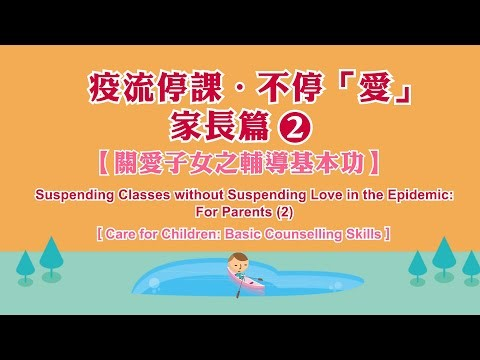 疫流停課・不停「愛」
家長篇❷
【關愛子女之輔導基本功】
Suspending Classes without Suspending Love in the Epidemic:
For Parents (2)
【Care for Children: Basic Counselling Skills】